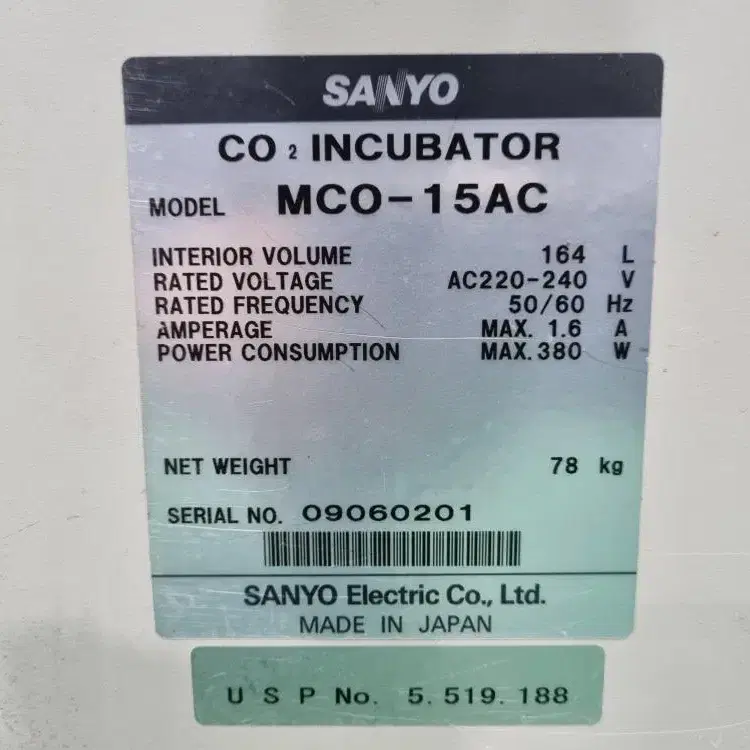 SANYO
CO 2 INCUBATOR
MODEL MCO-15AC
INTERIOR VOLUME 164 L
RATED VOLTAGE AC220-240 V
RATED FREQUENCY 50/60 Hz
AMPERAGE MAX. 1.6 A
POWER CONSUMPTION MAX. 380 W
NET WEIGHT 78 kg
SERIAL NO. 09060201
SANYO Electric Co., Ltd.
MADE IN JAPAN
U S P No. 5. 519. 188